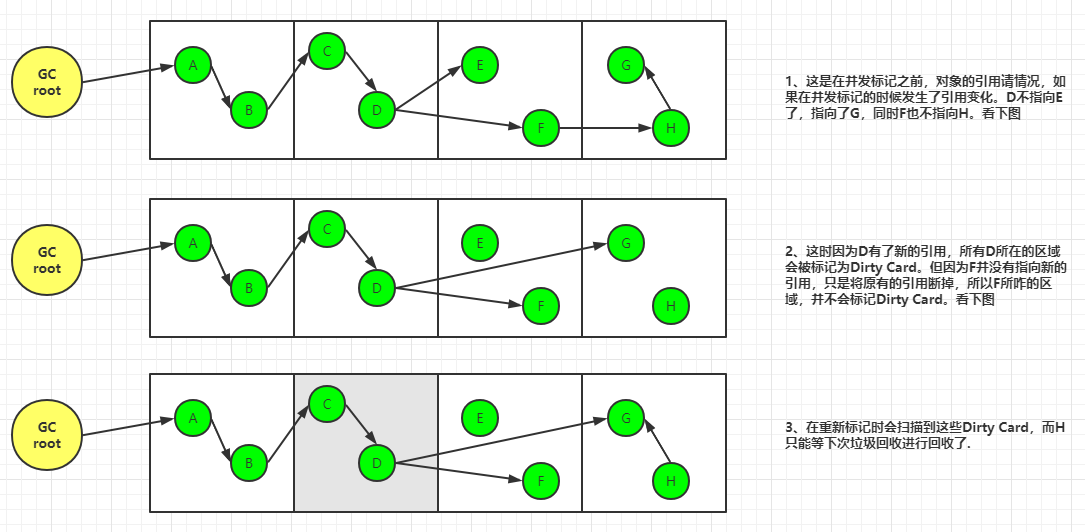 GC
root
A
B
C
D
E
F
G
H
1、这是在并发标记之前，对象的引用请情况，如
果在并发标记的时候发生了引用变化。D不指向E
了，指向了G，同时F也不指向H。看下图
GC
root
A
B
C
D
E
F
G
H
2、这时因为D有了新的引用，所有D所在的区域
会被标记为Dirty Card。但因为F并没有指向新的
引用，只是将原有的引用断掉，所以F所咋的区
域，并不会标记Dirty Card。看下图
GC
root
A
B
C
D
E
F
G
H
3、在重新标记时会扫描到这些Dirty Card，而H
只能等下次垃圾回收进行回收了.